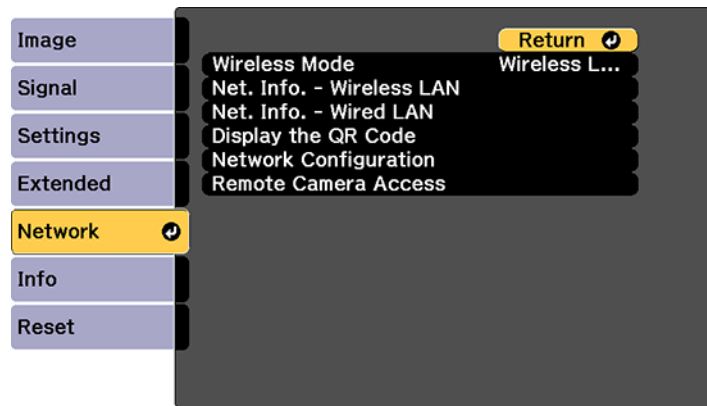 Image
Signal
Settings
Extended
Network
Info
Reset
Return
Wireless Mode Wireless L...
Net. Info. - Wireless LAN
Net. Info. - Wired LAN
Display the QR Code
Network Configuration
Remote Camera Access